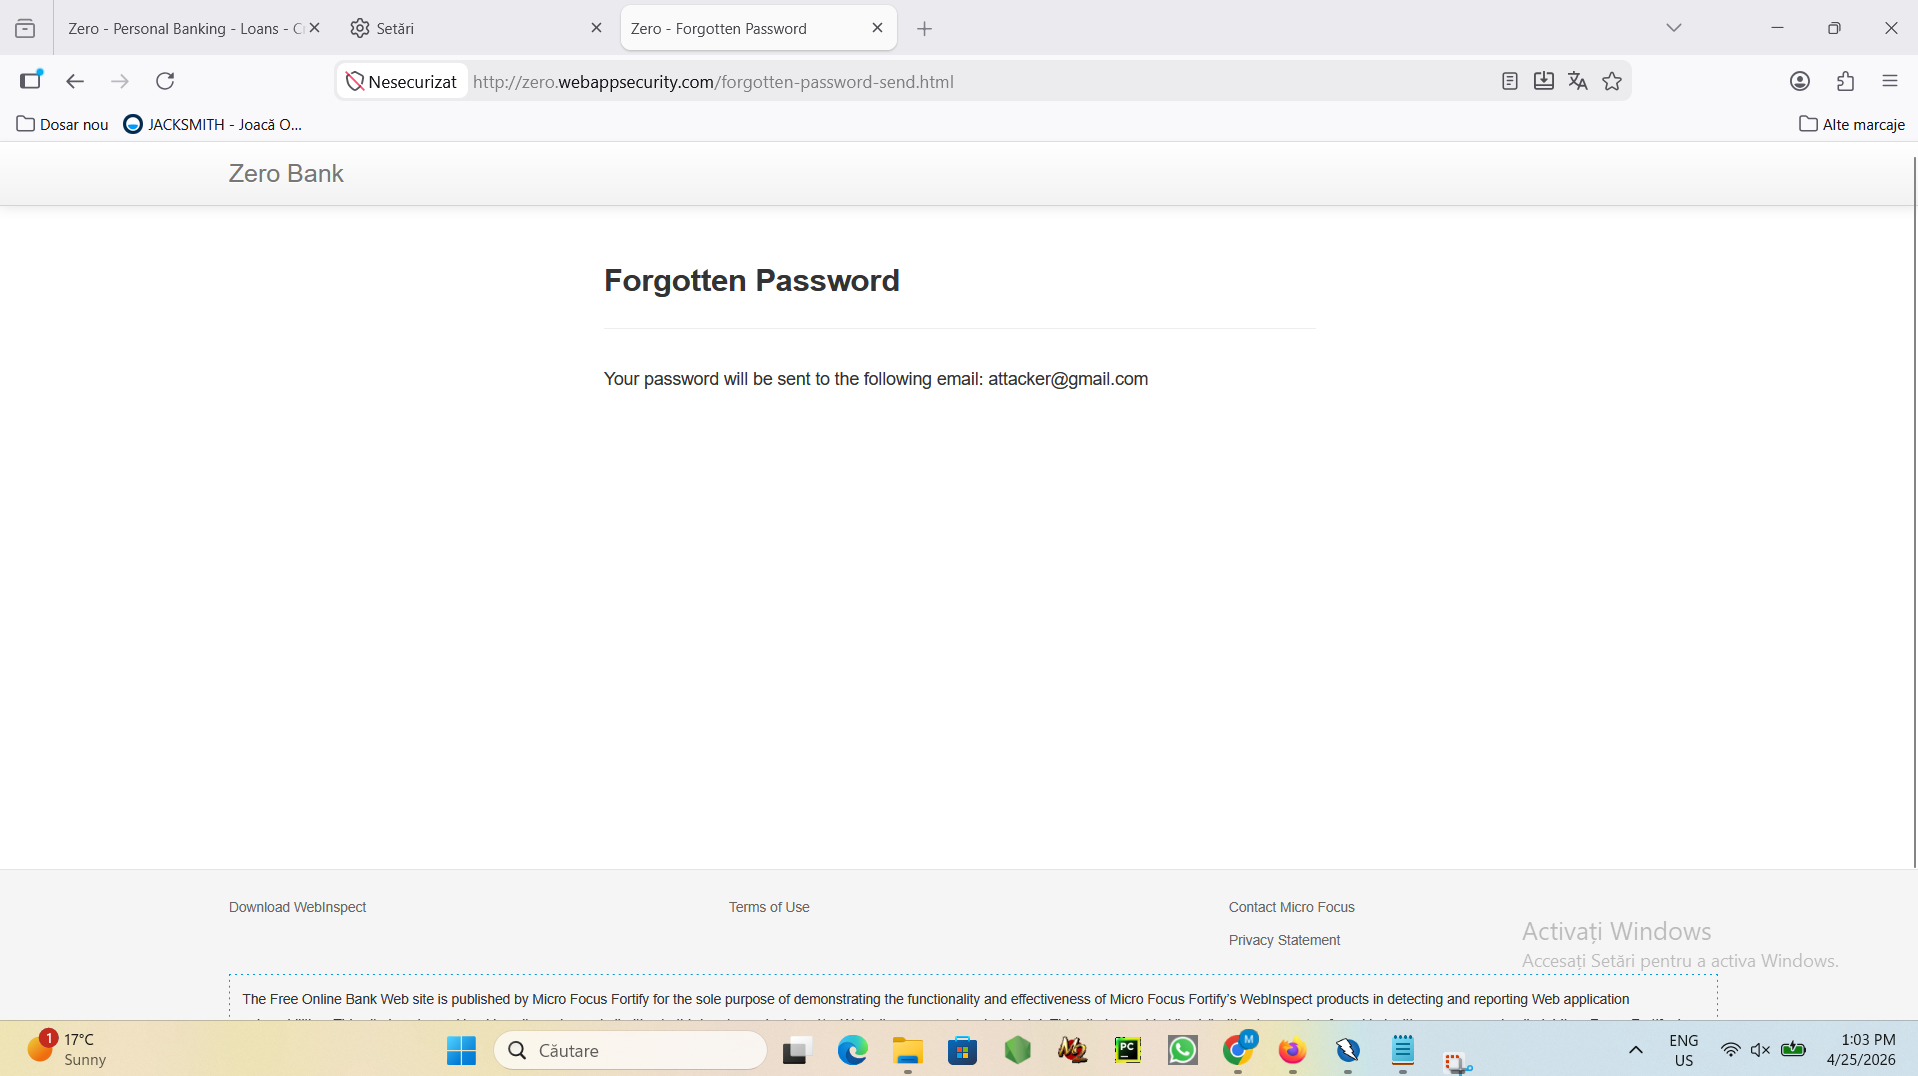 Zero - Personal Banking - Loans - C
Setări
Zero - Forgotten Password
Nesecurizat
http://zero.webappsecurity.com/forgotten-password-send.html
Dosar nou
JACKSMITH - Joacă O...
Alte marcaje
Zero Bank
Forgotten Password
Your password will be sent to the following email: attacker@gmail.com
Download WebInspect
Terms of Use
Contact Micro Focus
Privacy Statement
Activați Windows
Accesați Setări pentru a activa Windows.
The Free Online Bank Web site is published by Micro Focus Fortify for the sole purpose of demonstrating the functionality and effectiveness of Micro Focus Fortify's WebInspect products in detecting and reporting Web application
1
17°C
Sunny
Căutare
PC
M
ENG
US
1:03 PM
4/25/2026